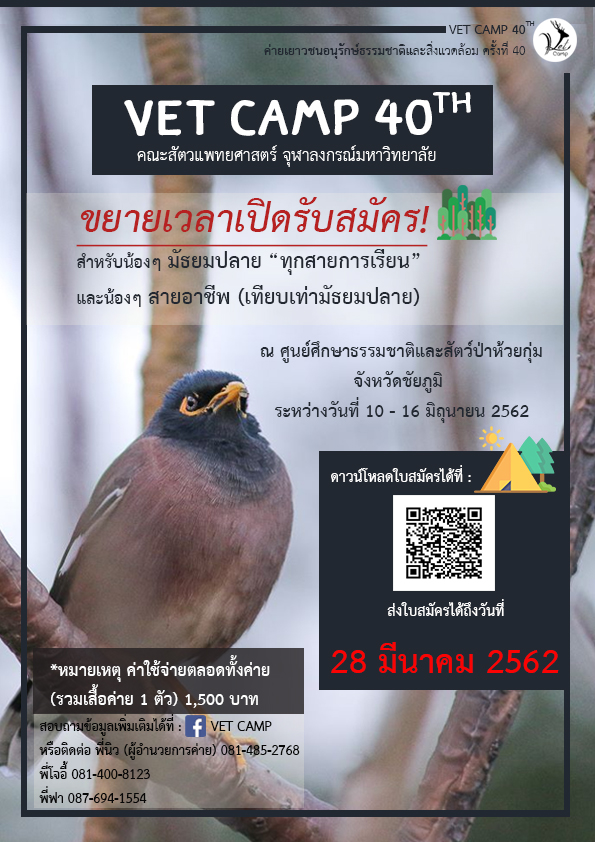 VET CAMP 40TH
ค่ายเยาวชนอนุรักษ์ธรรมชาติและสิ่งแวดล้อม ครั้งที่ 40
Vet
Camp
VET CAMP 40TH
คณะสัตวแพทยศาสตร์ จุฬาลงกรณ์มหาวิทยาลัย
ขยายเวลาเปิดรับสมัคร!
สำหรับน้องๆ มัธยมปลาย “ทุกสายการเรียน”
และน้องๆ สายอาชีพ (เทียบเท่ามัธยมปลาย)
ณ ศูนย์ศึกษาธรรมชาติและสัตว์ป่าห้วยกุ่ม
จังหวัดชัยภูมิ
ระหว่างวันที่ 10 - 16 มิถุนายน 2562
ดาวน์โหลดใบสมัครได้ที่ :
ส่งใบสมัครได้ถึงวันที่
28 มีนาคม 2562
*หมายเหตุ ค่าใช้จ่ายตลอดทั้งค่าย
(รวมเสื้อค่าย 1 ตัว) 1,500 บาท
สอบถามข้อมูลเพิ่มเติมได้ที่ : f VET CAMP
หรือติดต่อ พี่นิว (ผู้อำนวยการค่าย) 081-485-2768
พี่โจอี้ 081-400-8123
พี่ฟา 087-694-1554